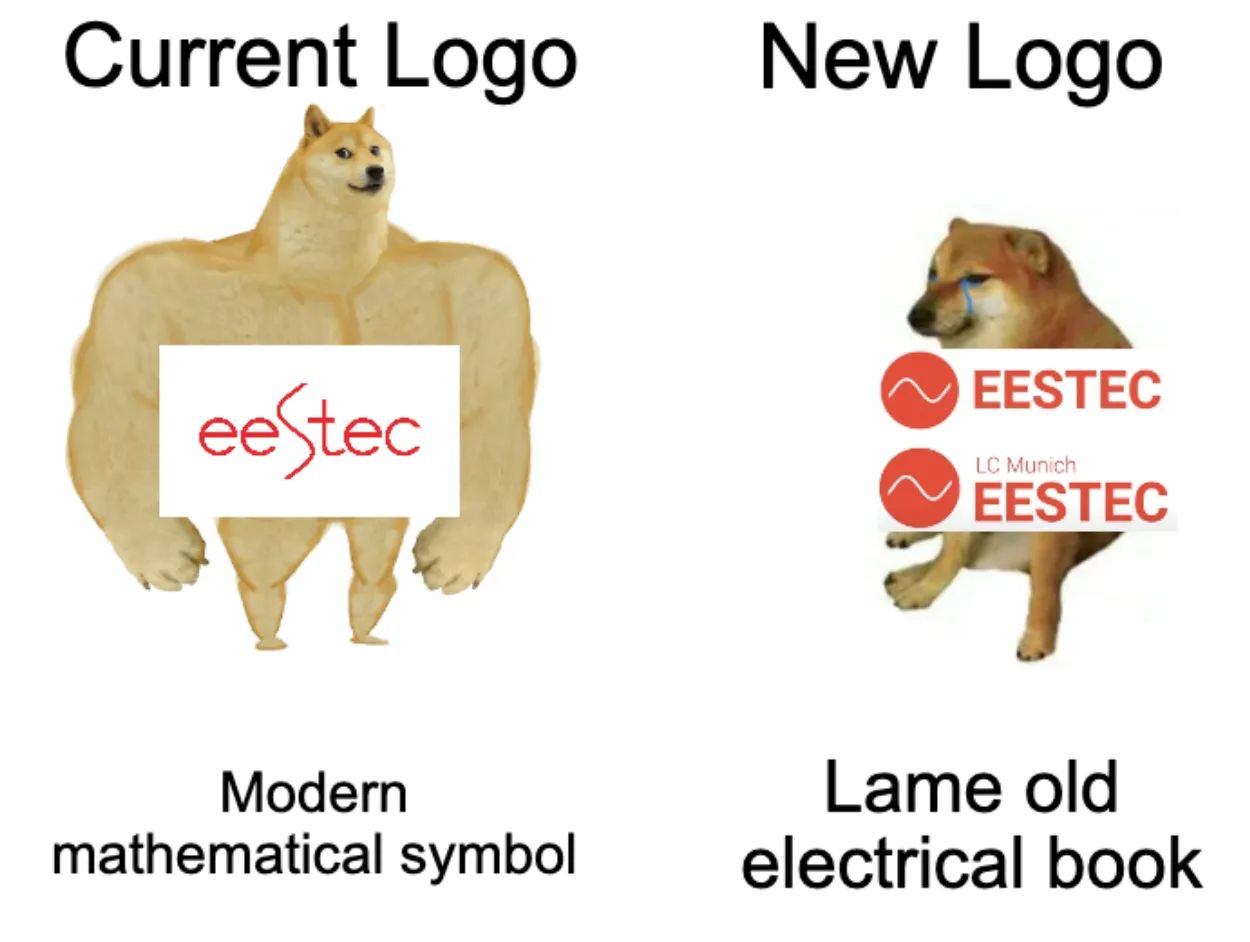 Current Logo
New Logo
eestec
EESTEC
LC Munich
EESTEC
Modern
mathematical symbol
Lame old
electrical book